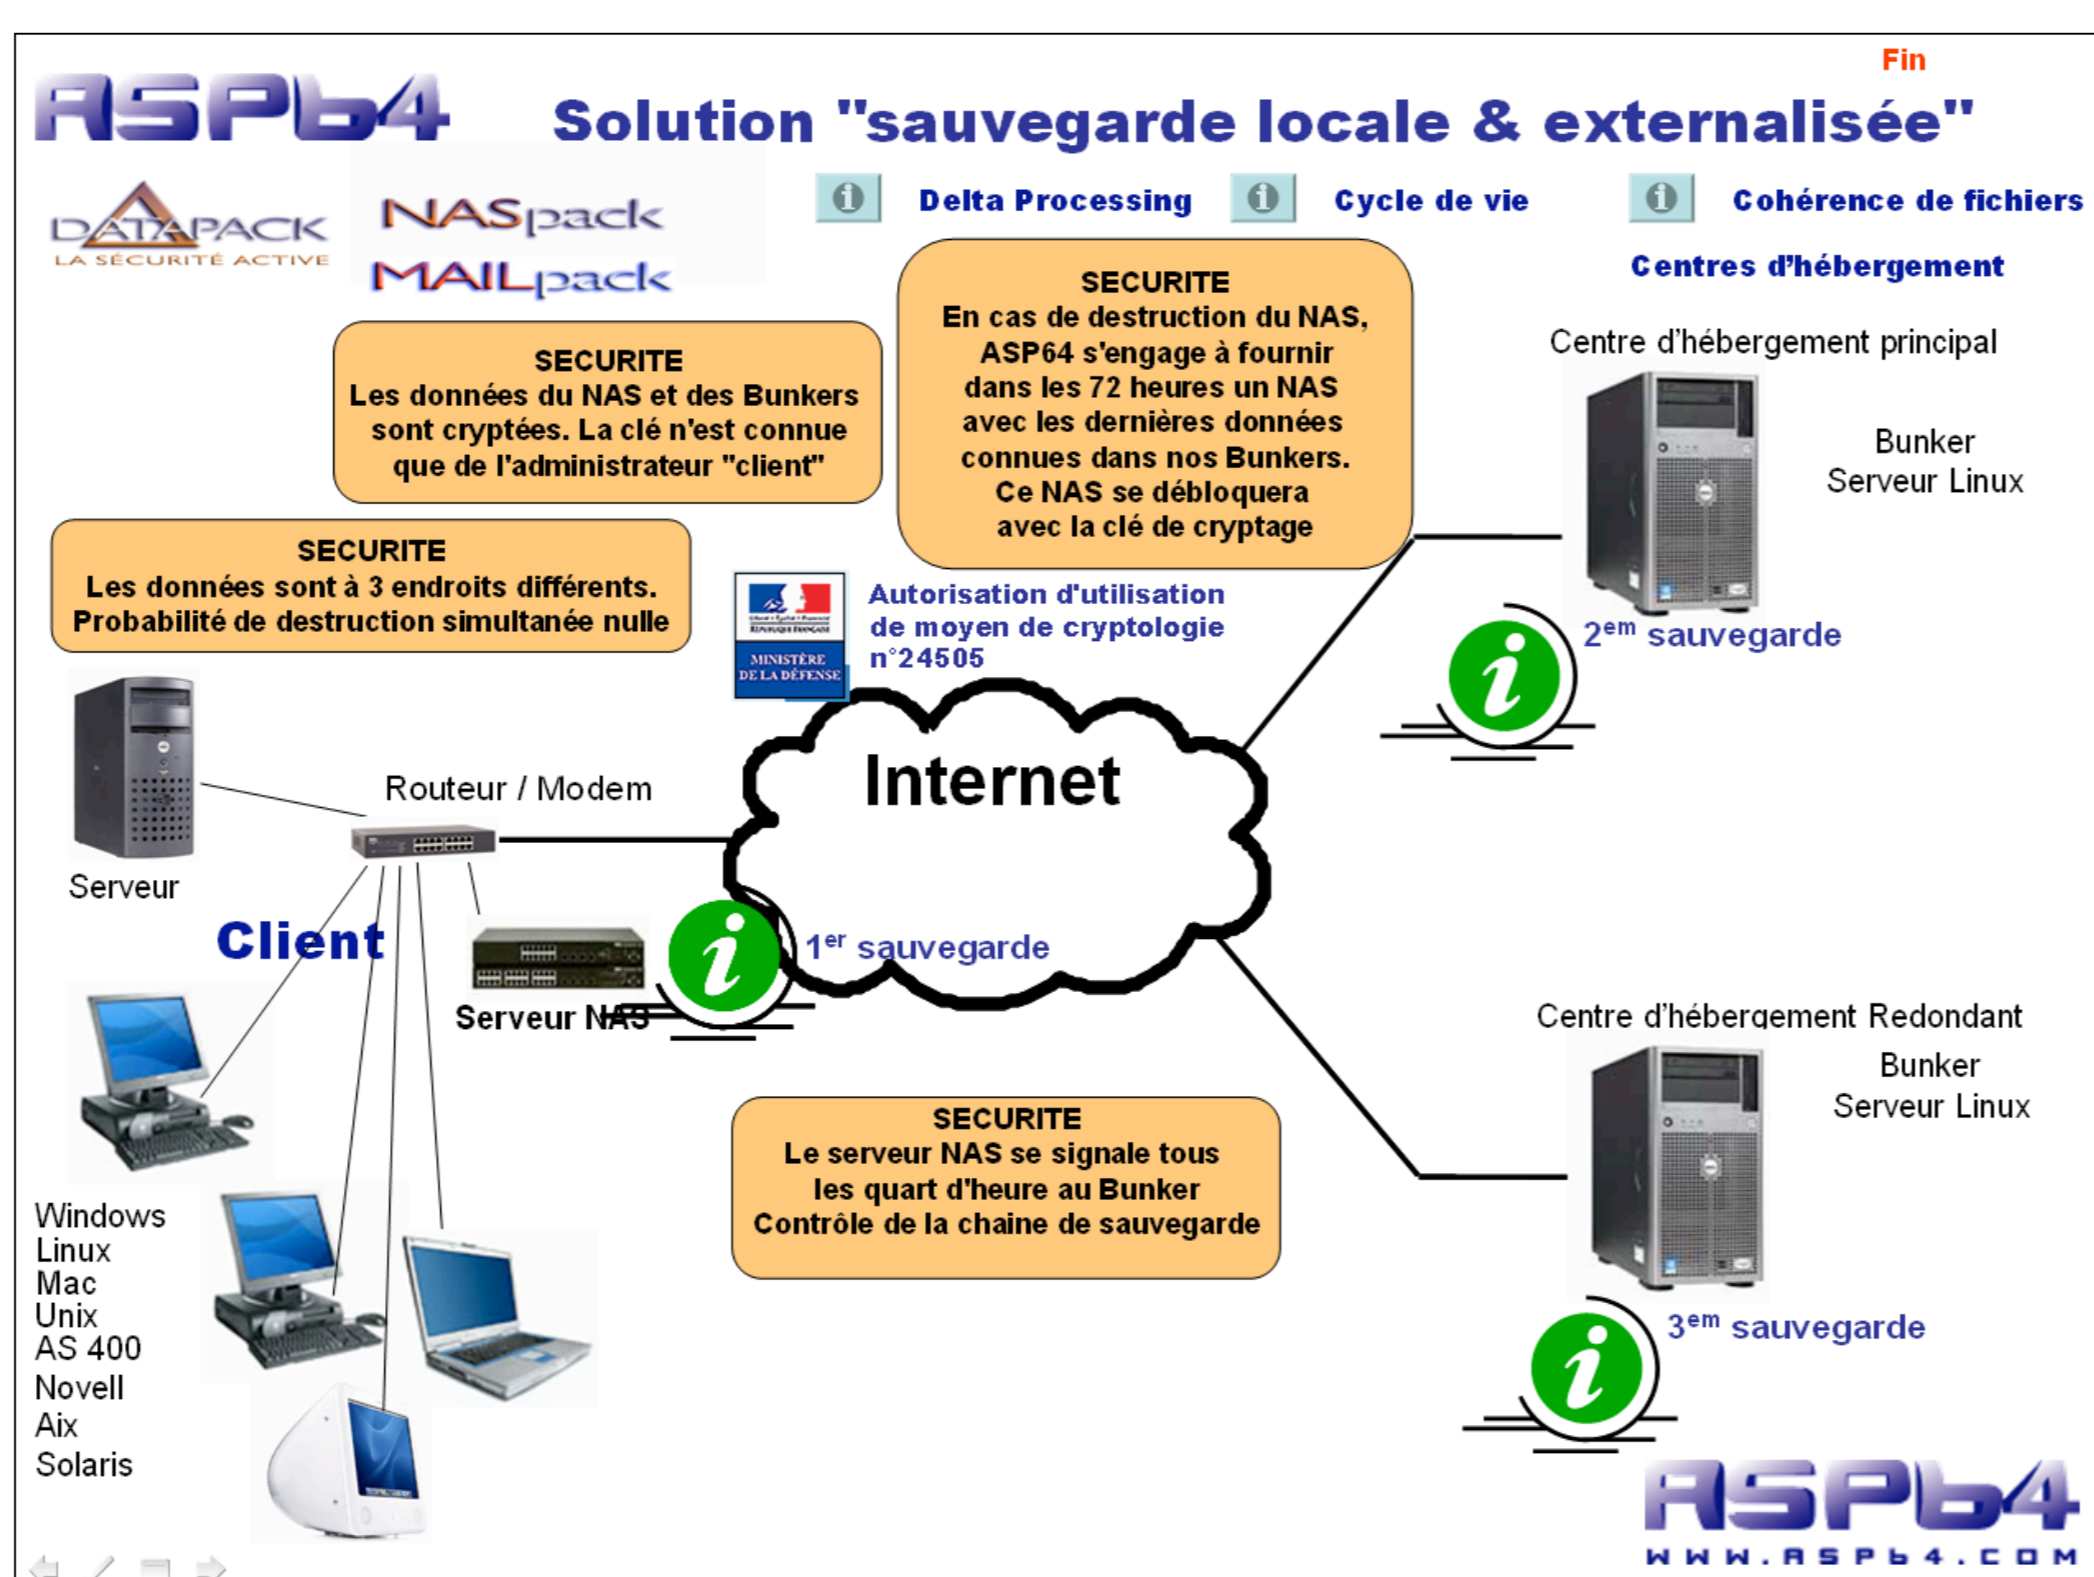 Fin
ASP64
Solution "sauvegarde locale & externalisée"
DATAPACK
LA SÉCURITÉ ACTIVE
NASpack
MAILpack
Delta Processing
Cycle de vie
Cohérence de fichiers
Centres d'hébergement
SECURITE
En cas de destruction du NAS,
ASP64 s'engage à fournir
dans les 72 heures un NAS
avec les dernières données
connues dans nos Bunkers.
Ce NAS se débloquera
avec la clé de cryptage
Centre d'hébergement principal
Bunker
Serveur Linux
SECURITE
Les données du NAS et des Bunkers
sont cryptées. La clé n'est connue
que de l'administrateur "client"
SECURITE
Les données sont à 3 endroits différents.
Probabilité de destruction simultanée nulle
RÉPUBLIQUE FRANÇAISE
MINISTÈRE
DE LA DÉFENSE
Autorisation d'utilisation
de moyen de cryptologie
n°24505
2em sauvegarde
Internet
Routeur / Modem
Serveur
Client
1er sauvegarde
Serveur NAS
Centre d'hébergement Redondant
Bunker
Serveur Linux
SECURITE
Le serveur NAS se signale tous
les quart d'heure au Bunker
Contrôle de la chaine de sauvegarde
Windows
Linux
Mac
Unix
AS 400
Novell
Aix
Solaris
3em sauvegarde
ASP64
WWW.ASP64.COM